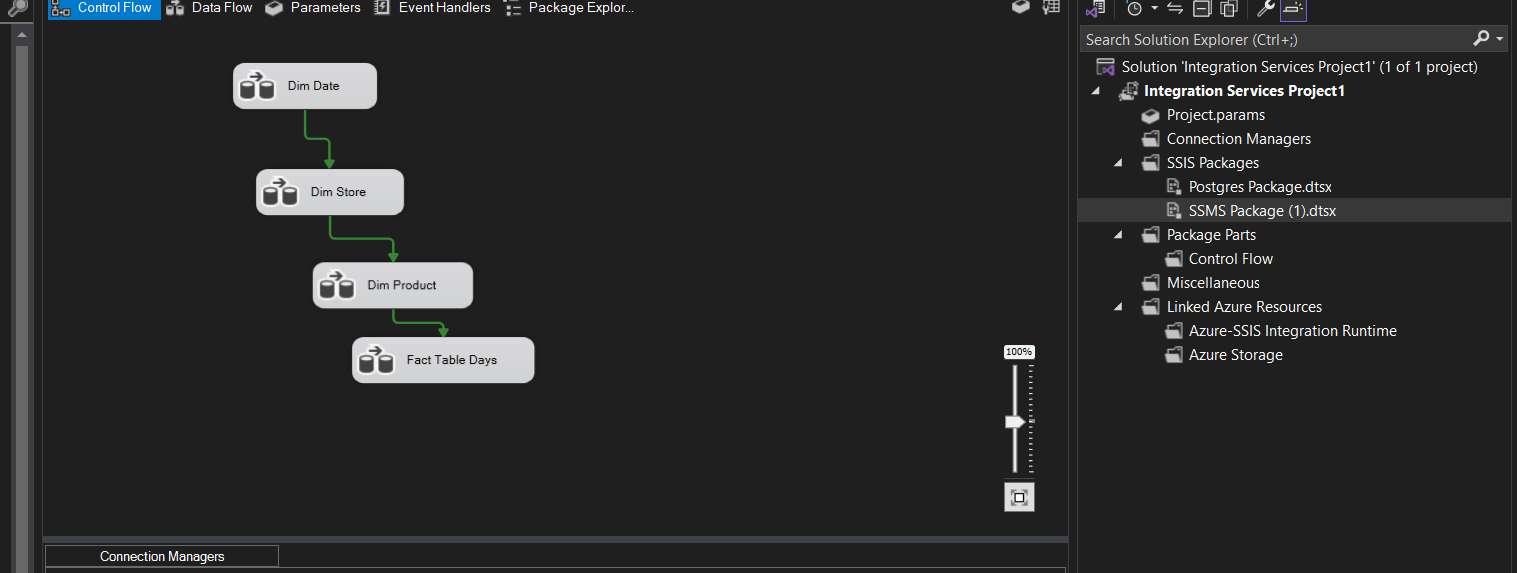 Control Flow
Data Flow
Parameters
Event Handlers
Package Explor...
Dim Date
Dim Store
Dim Product
Fact Table Days
100%
Connection Managers
Search Solution Explorer (Ctrl+;)
Solution 'Integration Services Project1' (1 of 1 project)
Integration Services Project1
Project.params
Connection Managers
SSIS Packages
Postgres Package.dtsx
SSMS Package (1).dtsx
Package Parts
Control Flow
Miscellaneous
Linked Azure Resources
Azure-SSIS Integration Runtime
Azure Storage